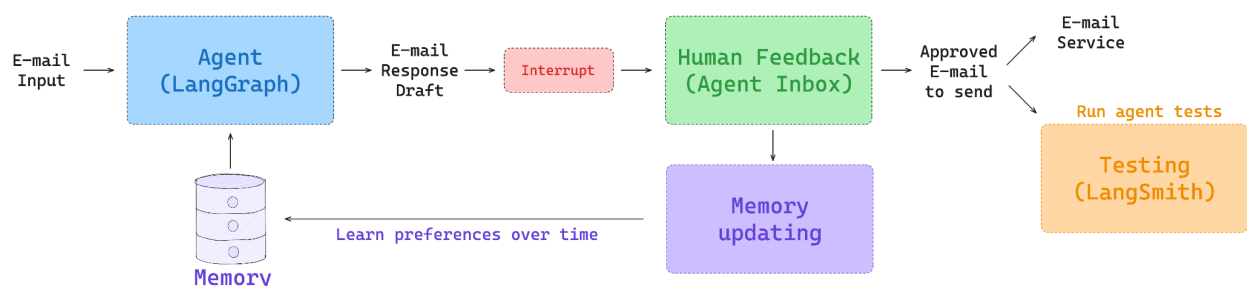 E-mail
Input
Agent
(LangGraph)
E-mail
Response
Draft
Interrupt
Human Feedback
(Agent Inbox)
Approved
E-mail
to send
E-mail
Service
Run agent tests
Testing
(LangSmith)
Memory
updating
Learn preferences over time
Memory